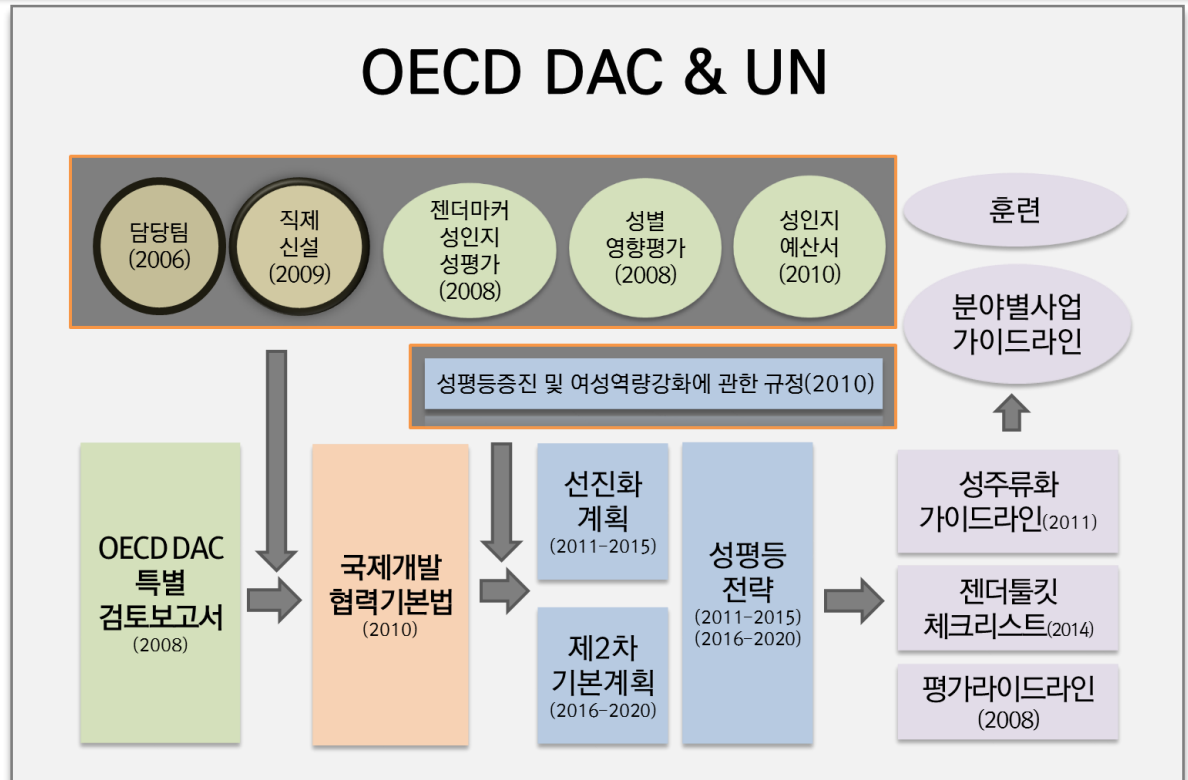 OECD DAC & UN
담당팀
(2006)
직제
신설
(2009)
젠더마커
성인지
성평가
(2008)
성별
영향평가
(2008)
성인지
예산서
(2010)
훈련
분야별사업
가이드라인
성평등증진 및 여성역량강화에 관한 규정(2010)
OECD DAC
특별
검토보고서
(2008)
국제개발
협력기본법
(2010)
선진화
계획
(2011-2015)
제2차
기본계획
(2016-2020)
성평등
전략
(2011-2015)
(2016-2020)
성주류화
가이드라인(2011)
젠더툴킷
체크리스트(2014)
평가라이드라인
(2008)